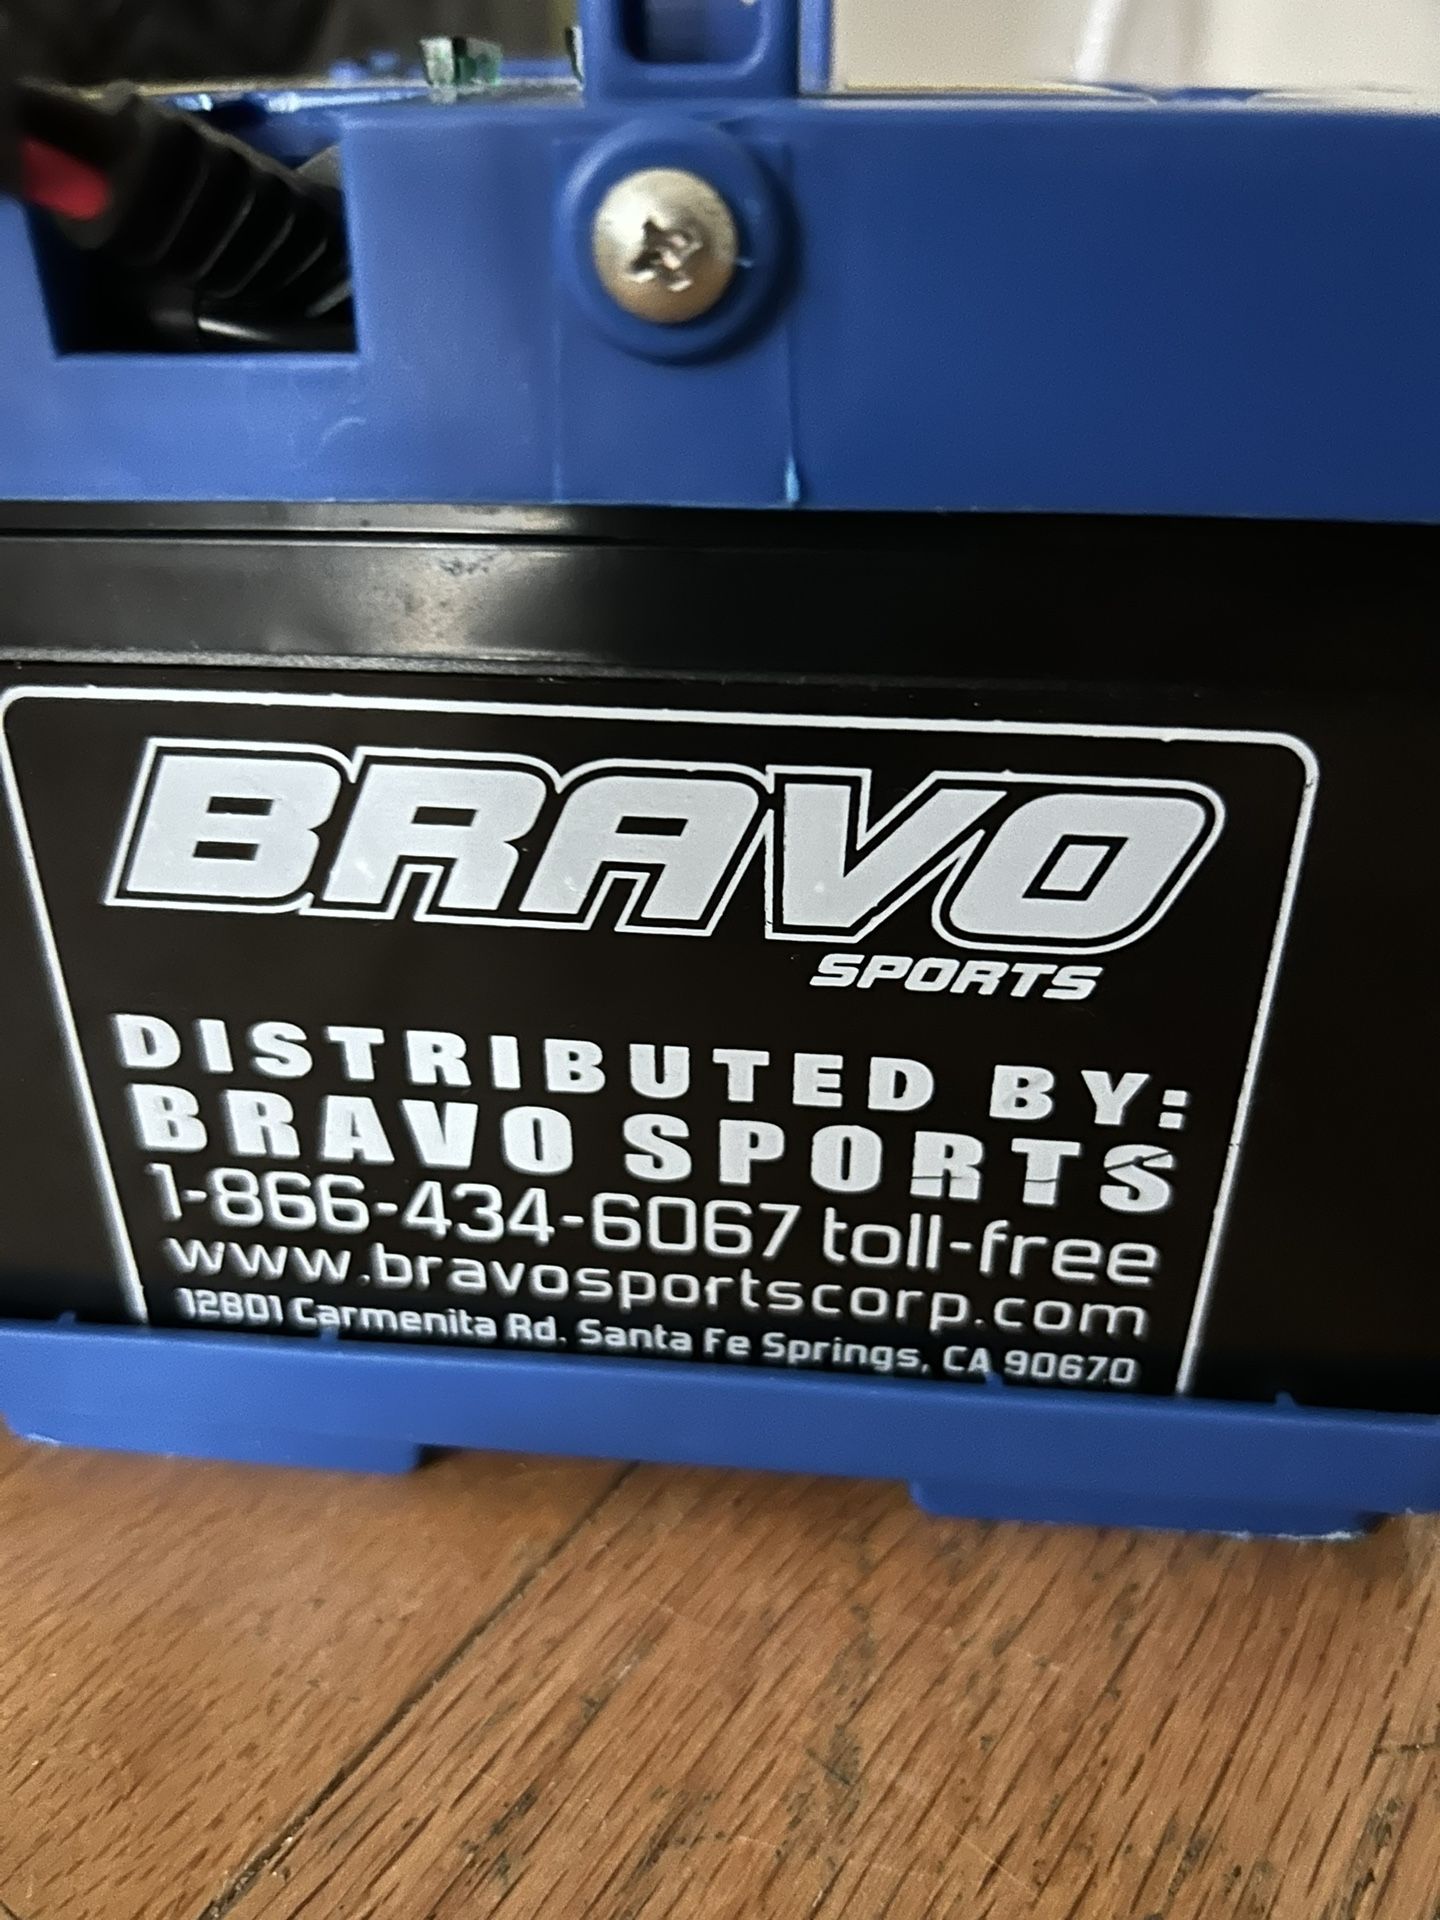 BRAVO
SPORTS
DISTRIBUTED BY:
BRAVO SPORTS
1-866-434-6067 toll-free
www.bravosportscorp.com
12801 Carmenita Rd. Santa Fe Springs, CA 90670